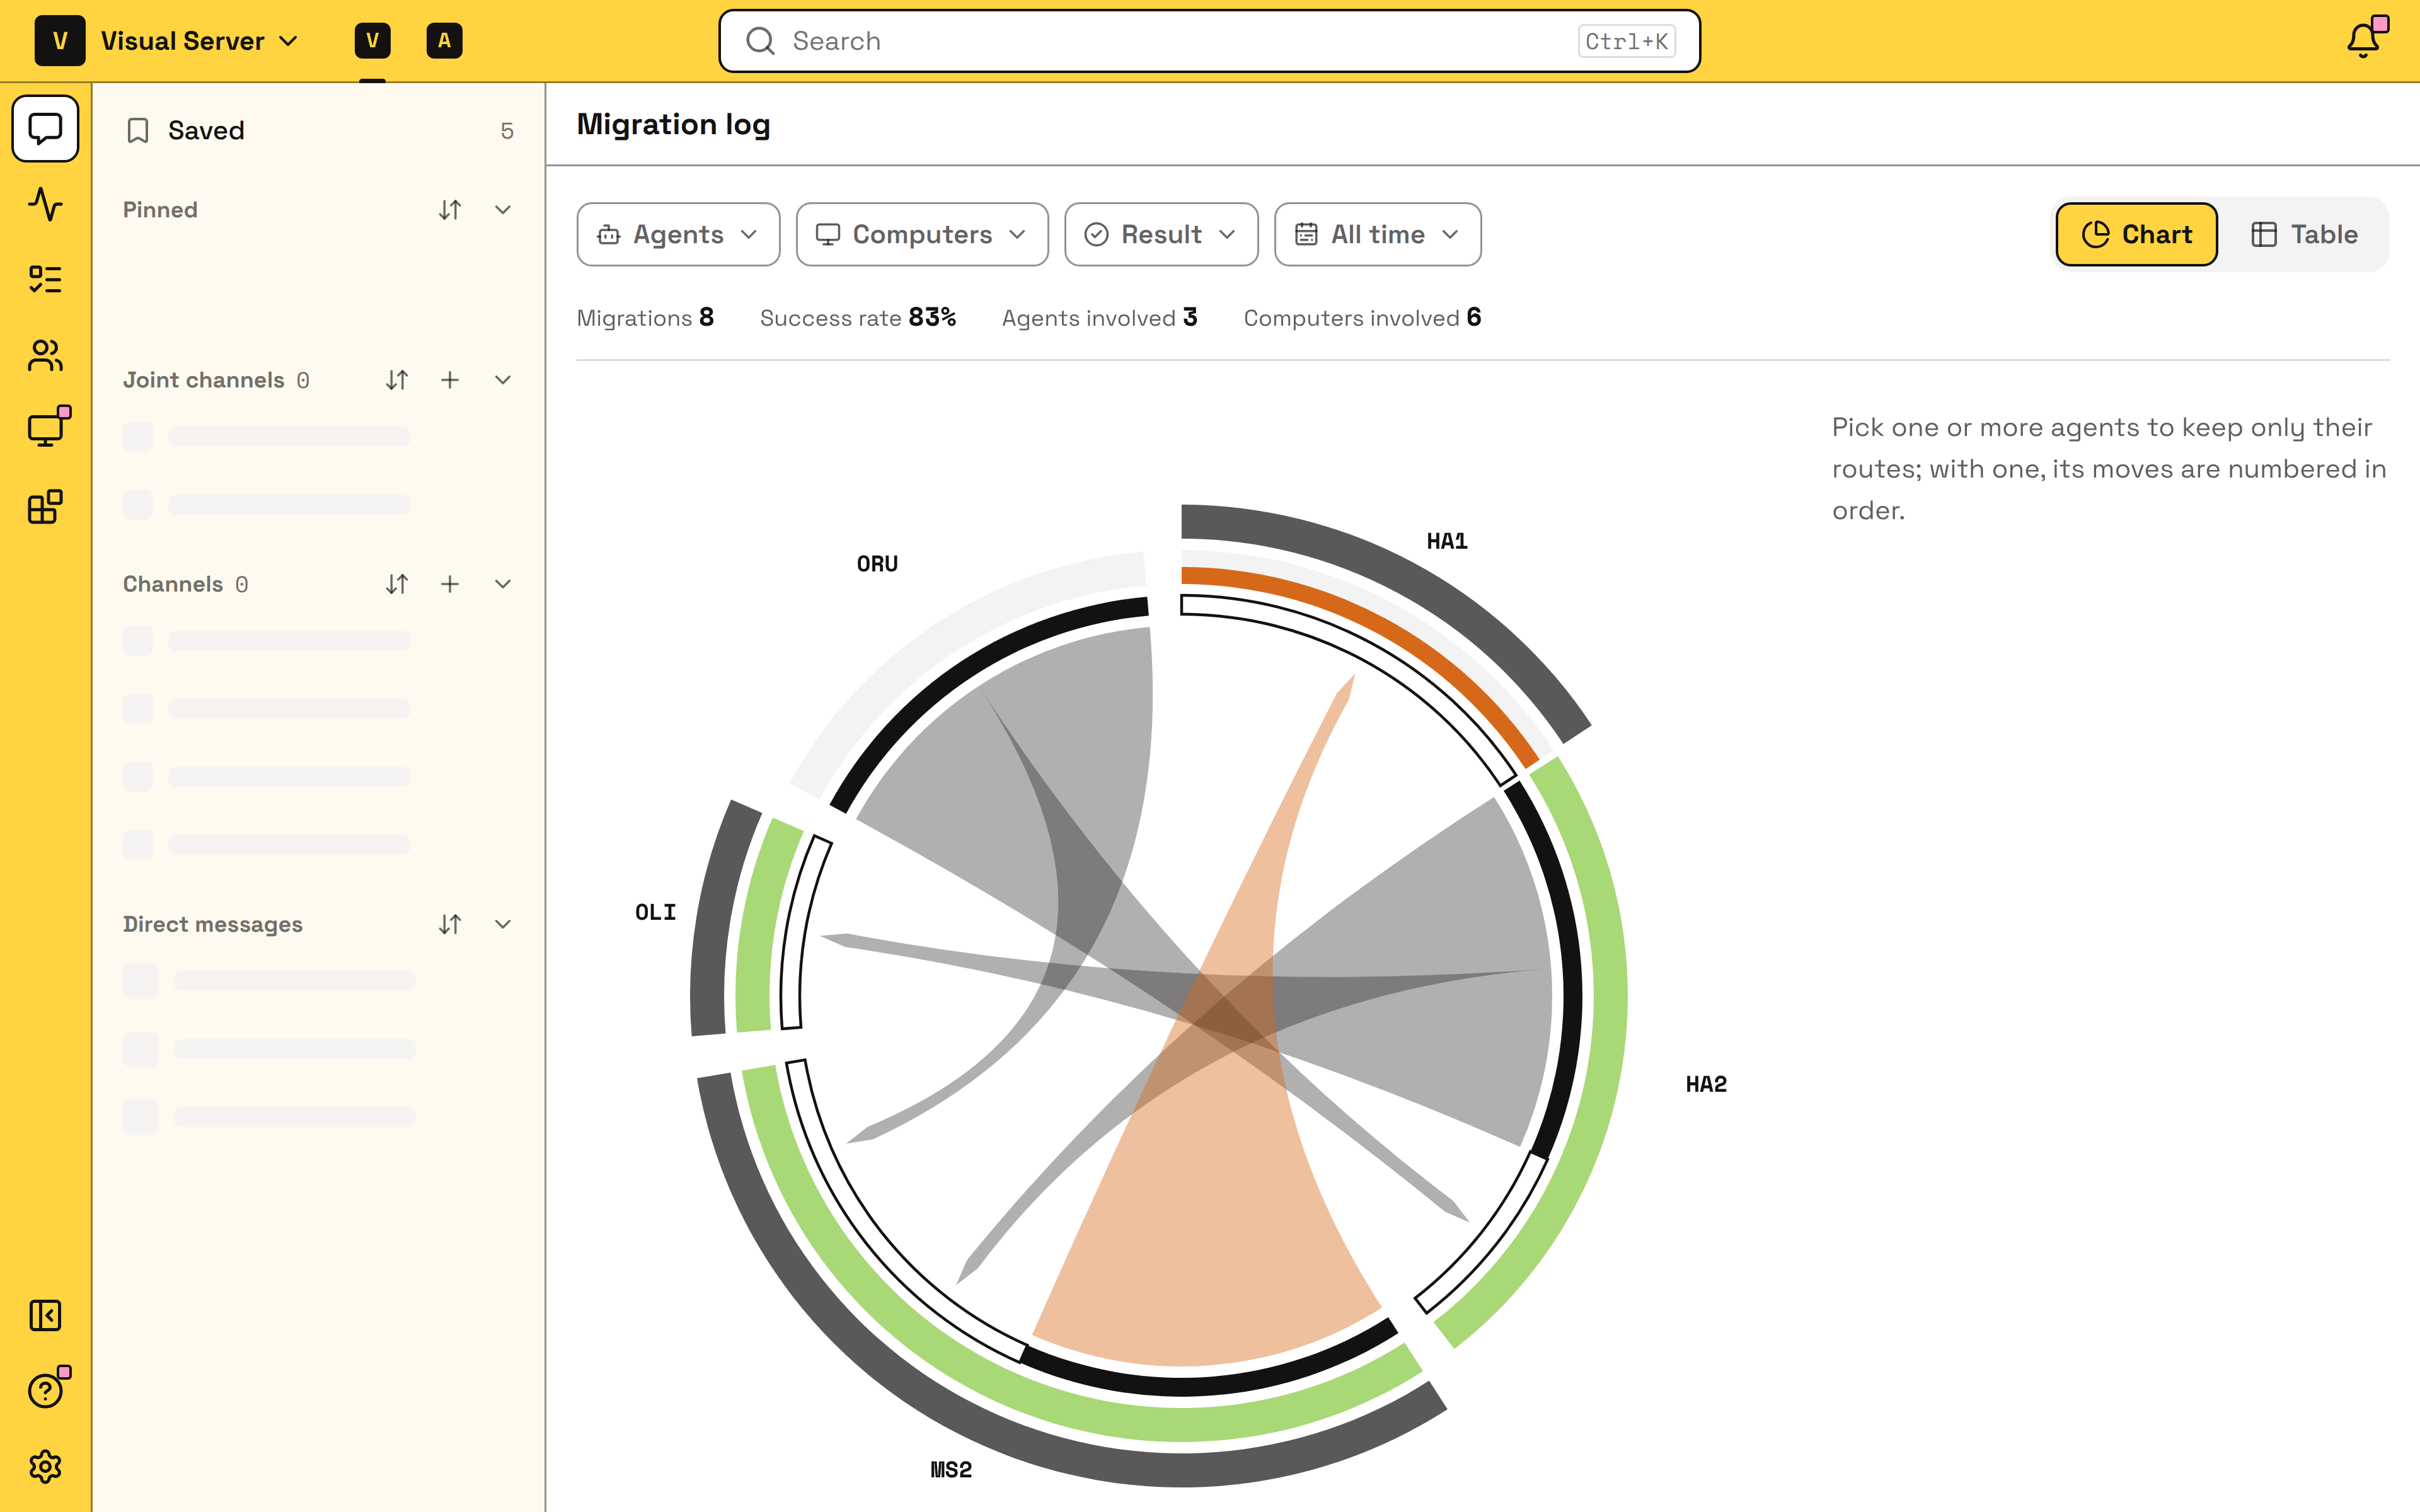 V Visual Server V A Search Ctrl+K
Saved 5
Pinned
Joint channels 0
Channels 0
Direct messages
Migration log
Agents Computers Result All time Chart Table
Migrations 8 Success rate 83% Agents involved 3 Computers involved 6
Pick one or more agents to keep only their
routes; with one, its moves are numbered in
order.
HA1
ORU
OLI
HA2
MS2